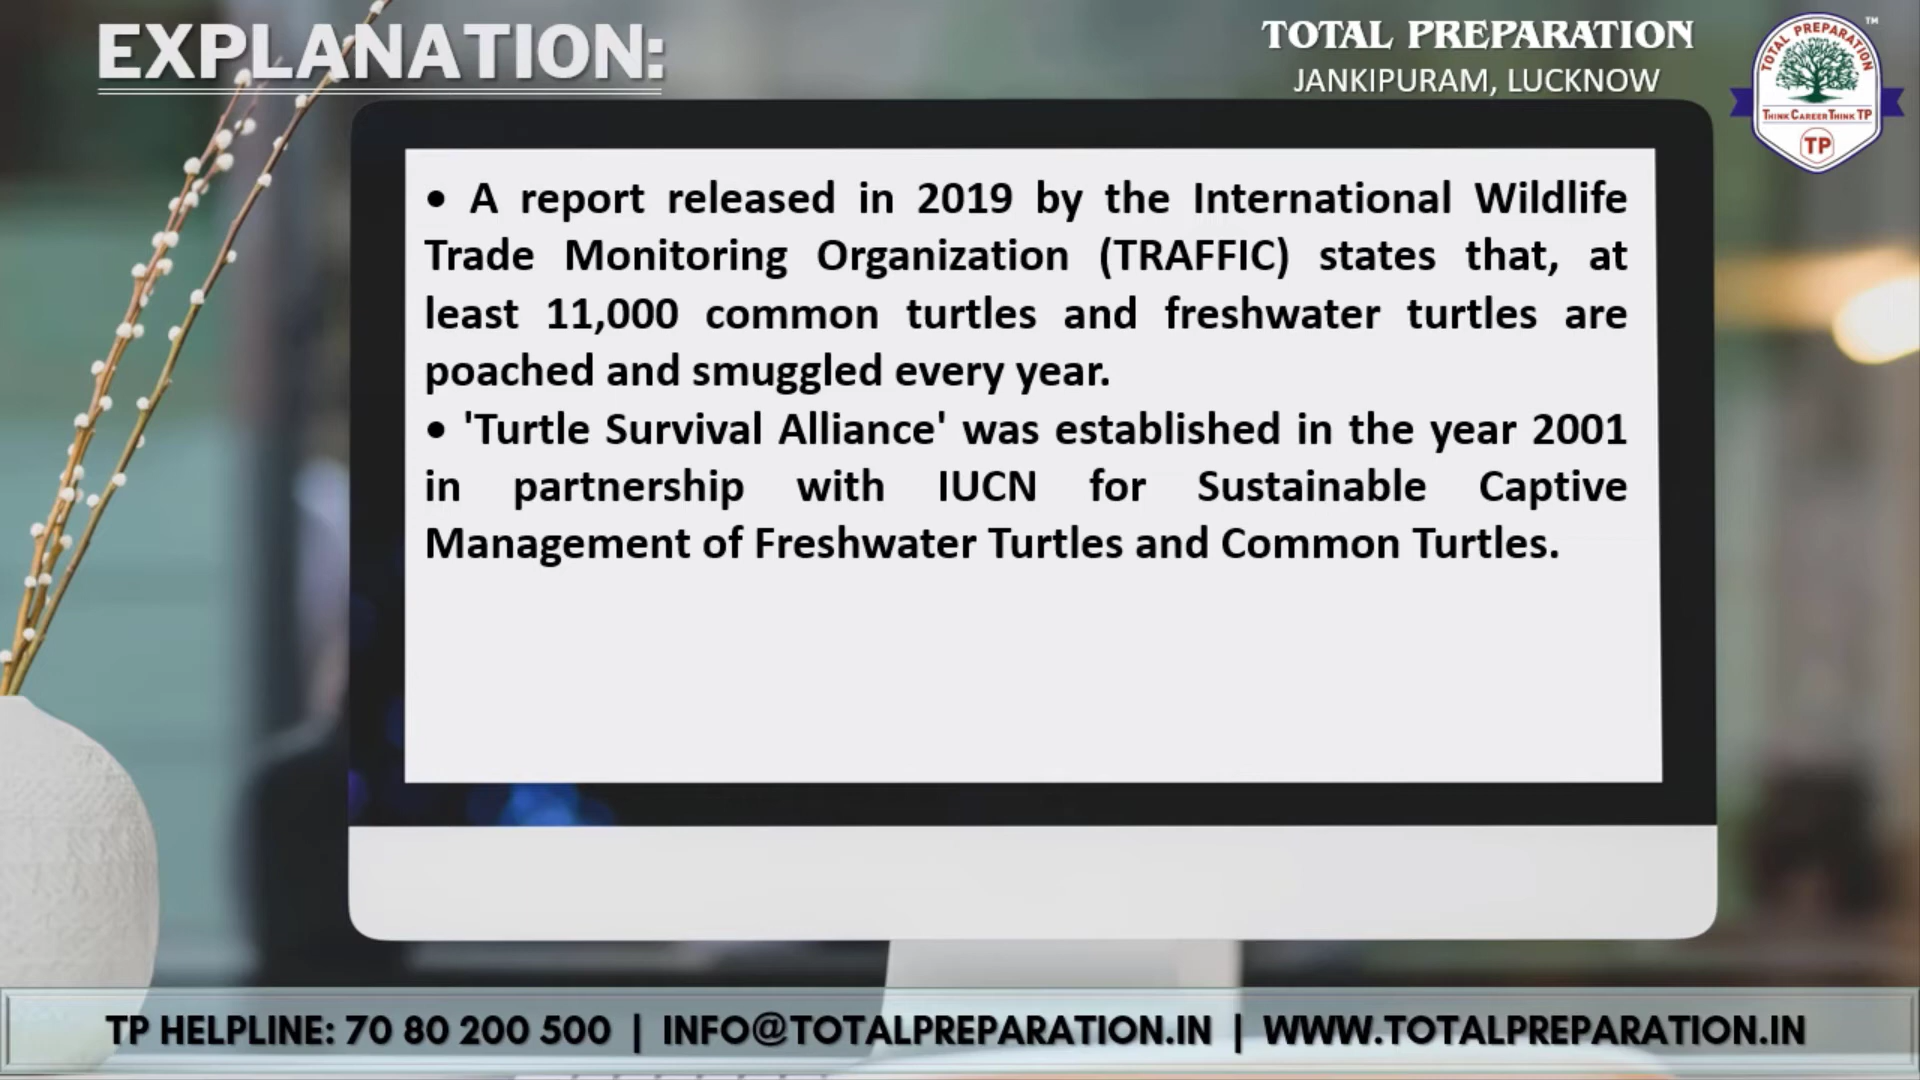 EXPLANATION:
TOTAL PREPARATION
JANKIPURAM, LUCKNOW
TM
TOTAL PREPARATION
THINK CAREER THINK TP
TP
• A report released in 2019 by the International Wildlife
Trade Monitoring Organization (TRAFFIC) states that, at
least 11,000 common turtles and freshwater turtles are
poached and smuggled every year.
• 'Turtle Survival Alliance' was established in the year 2001
in partnership with IUCN for Sustainable Captive
Management of Freshwater Turtles and Common Turtles.
TP HELPLINE: 70 80 200 500 | INFO@TOTALPREPARATION.IN | WWW.TOTALPREPARATION.IN